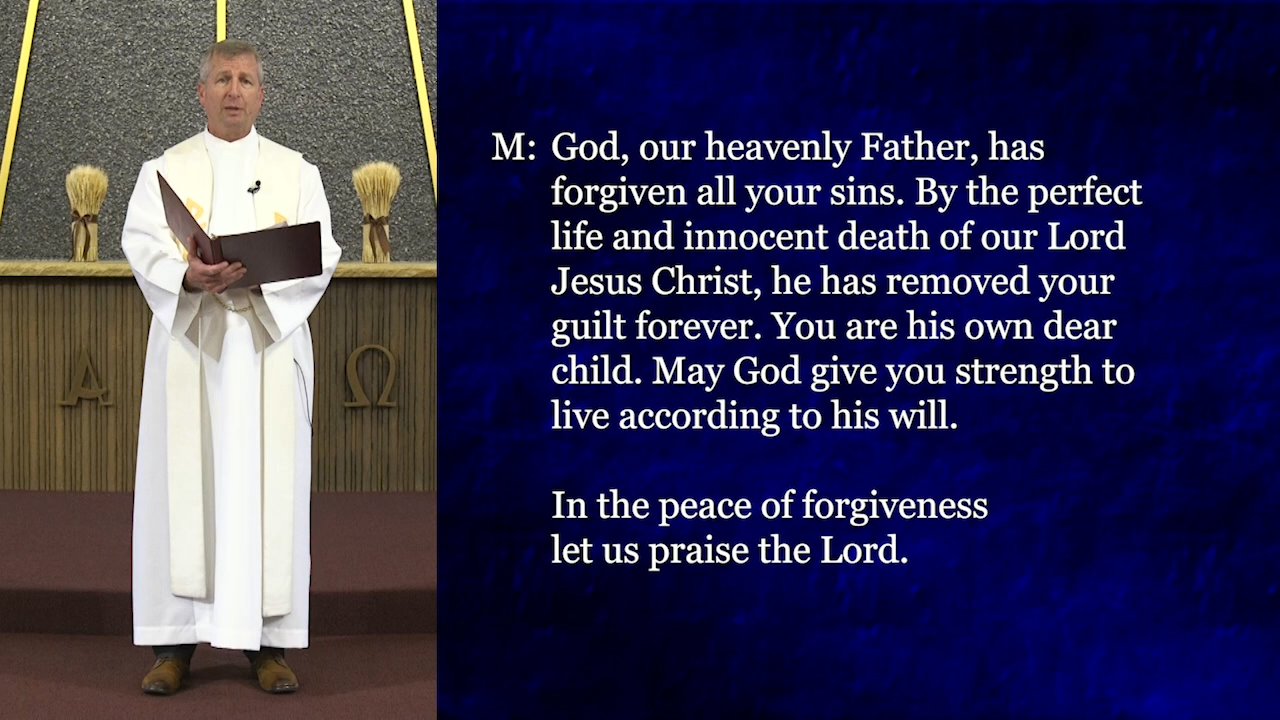 M: God, our heavenly Father, has
forgiven all your sins. By the perfect
life and innocent death of our Lord
Jesus Christ, he has removed your
guilt forever. You are his own dear
child. May God give you strength to
live according to his will.
In the peace of forgiveness
let us praise the Lord.
Α Ω